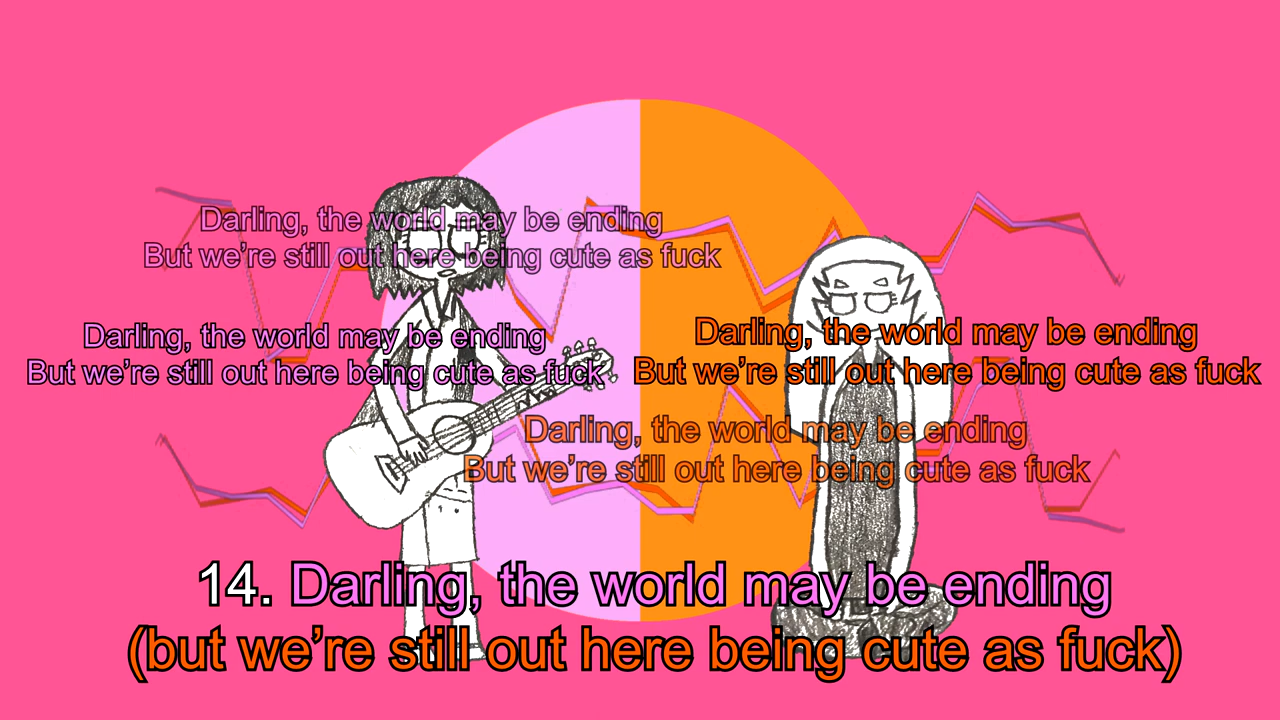 Darling, the world may be ending
But we’re still out here being cute as fuck
Darling, the world may be ending
But we’re still out here being cute as fuck
Darling, the world may be ending
But we’re still out here being cute as fuck
Darling, the world may be ending
But we’re still out here being cute as fuck
14. Darling, the world may be ending
(but we’re still out here being cute as fuck)